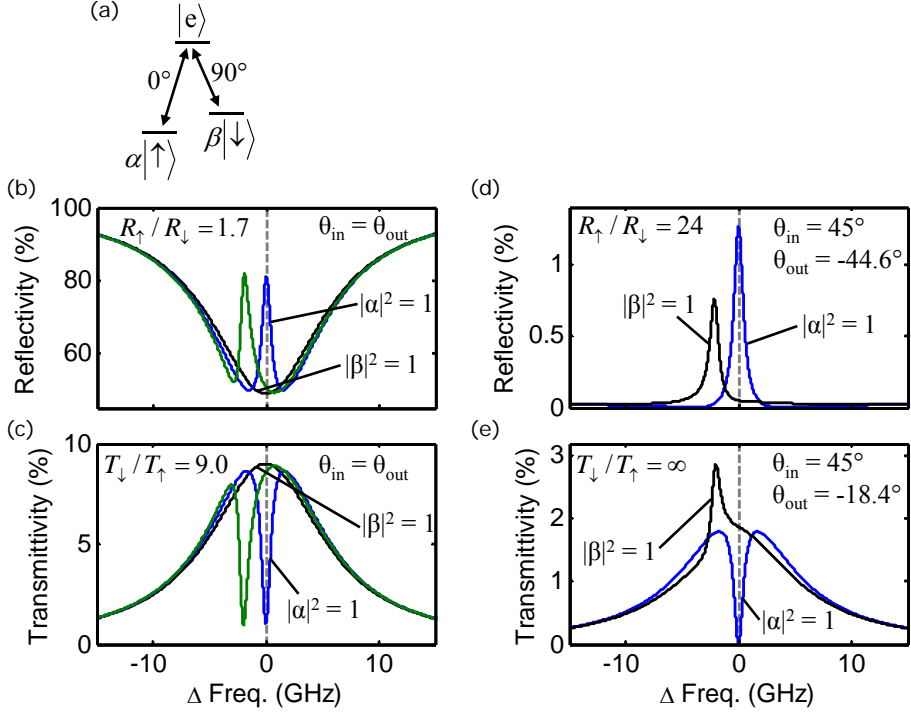 (a)
|e⟩
0°
90°
α|↑⟩
β|↓⟩
(b)
100
80
60
Reflectivity (%)
R↑ / R↓ = 1.7
θin = θout
|α|² = 1
|β|² = 1
(c)
10
5
0
Transmittivity (%)
T↓ / T↑ = 9.0
θin = θout
|β|² = 1
|α|² = 1
-10
0
10
Δ Freq. (GHz)
(d)
1
0.5
0
Reflectivity (%)
R↑ / R↓ = 24
θin = 45°
θout = -44.6°
|β|² = 1
|α|² = 1
(e)
3
2
1
0
Transmittivity (%)
T↓ / T↑ = ∞
θin = 45°
θout = -18.4°
|β|² = 1
|α|² = 1
-10
0
10
Δ Freq. (GHz)